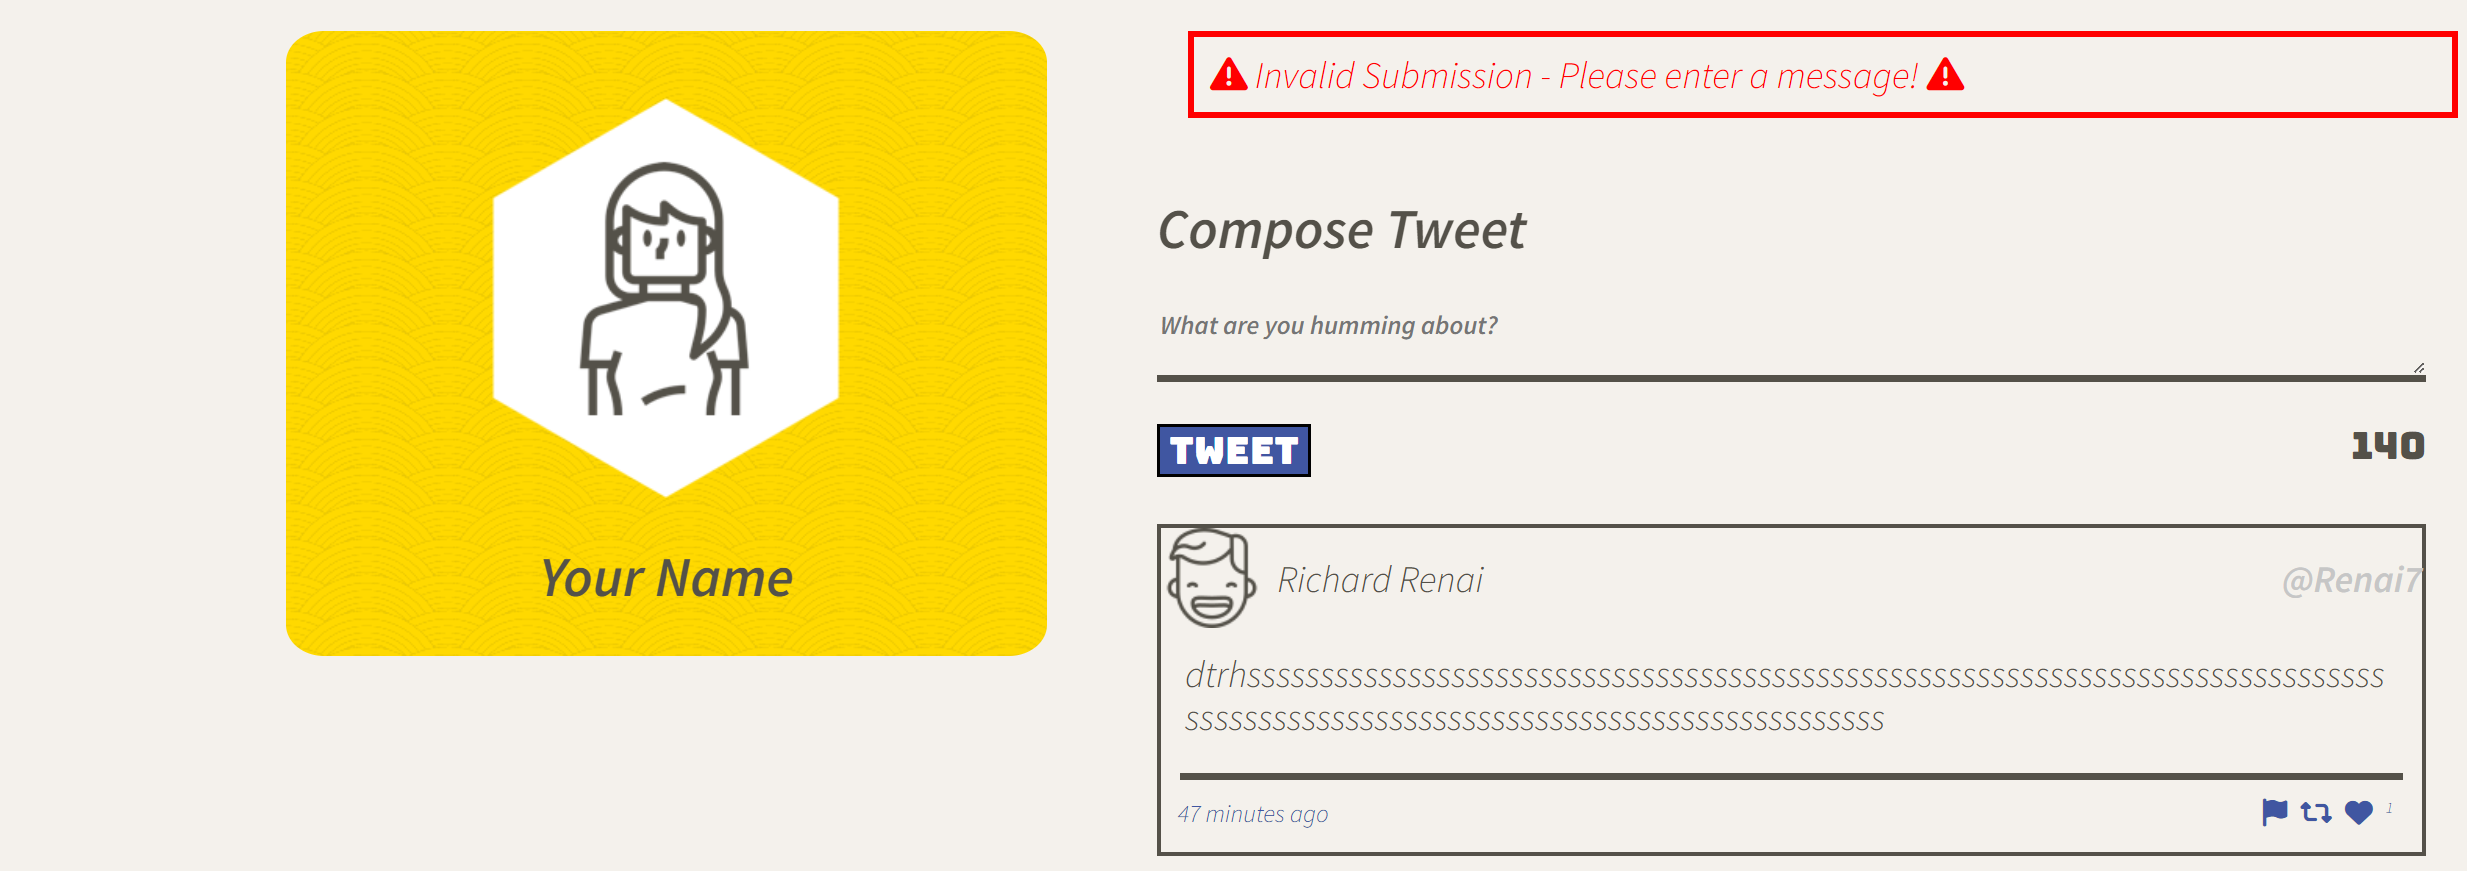 Invalid Submission - Please enter a message!
Your Name
Compose Tweet
What are you humming about?
TWEET
140
Richard Renai
@Renai7
dtrhssssssssssssssssssssssssssssssssssssssssssssssssssssssssssssssssssssssssssssss
ssssssssssssssssssssssssssssssssssssssssssssssss
47 minutes ago
1